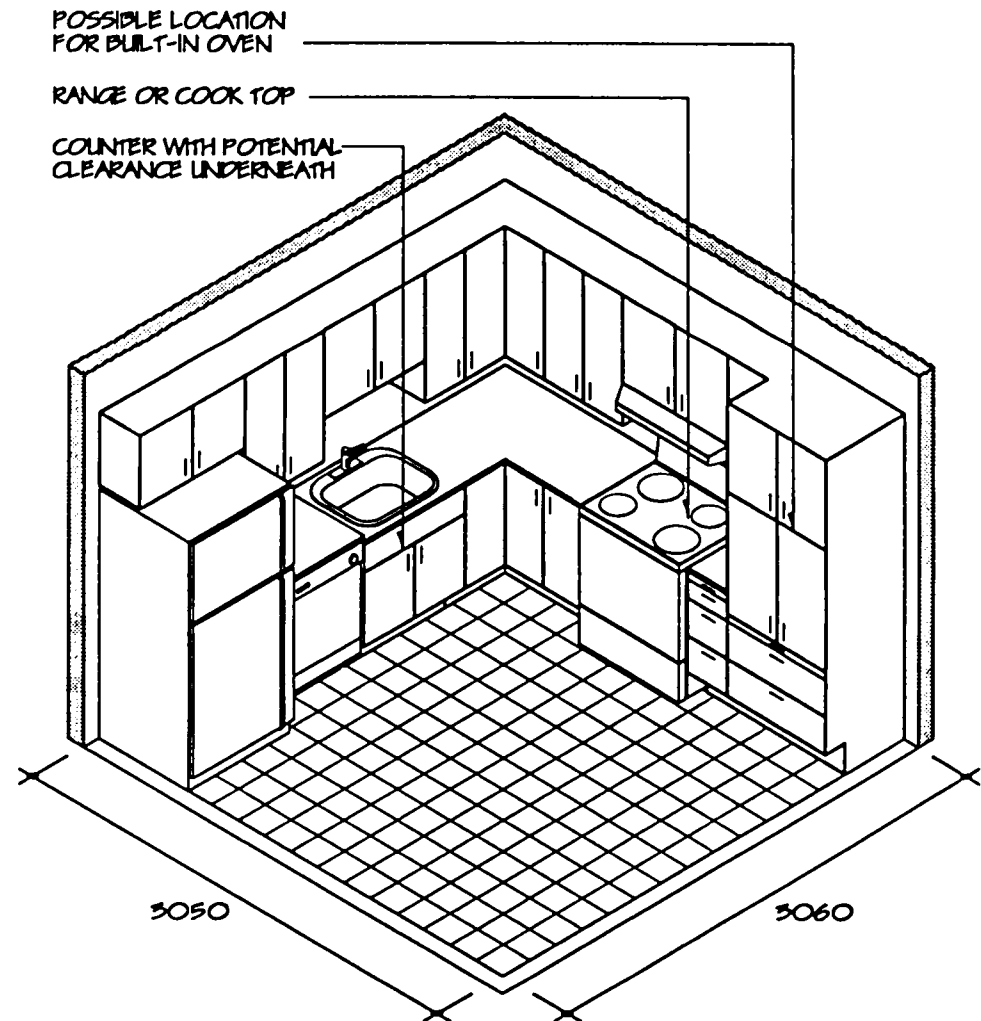 POSSIBLE LOCATION
FOR BUILT-IN OVEN
RANGE OR COOK TOP
COUNTER WITH POTENTIAL
CLEARANCE UNDERNEATH
3050
3060